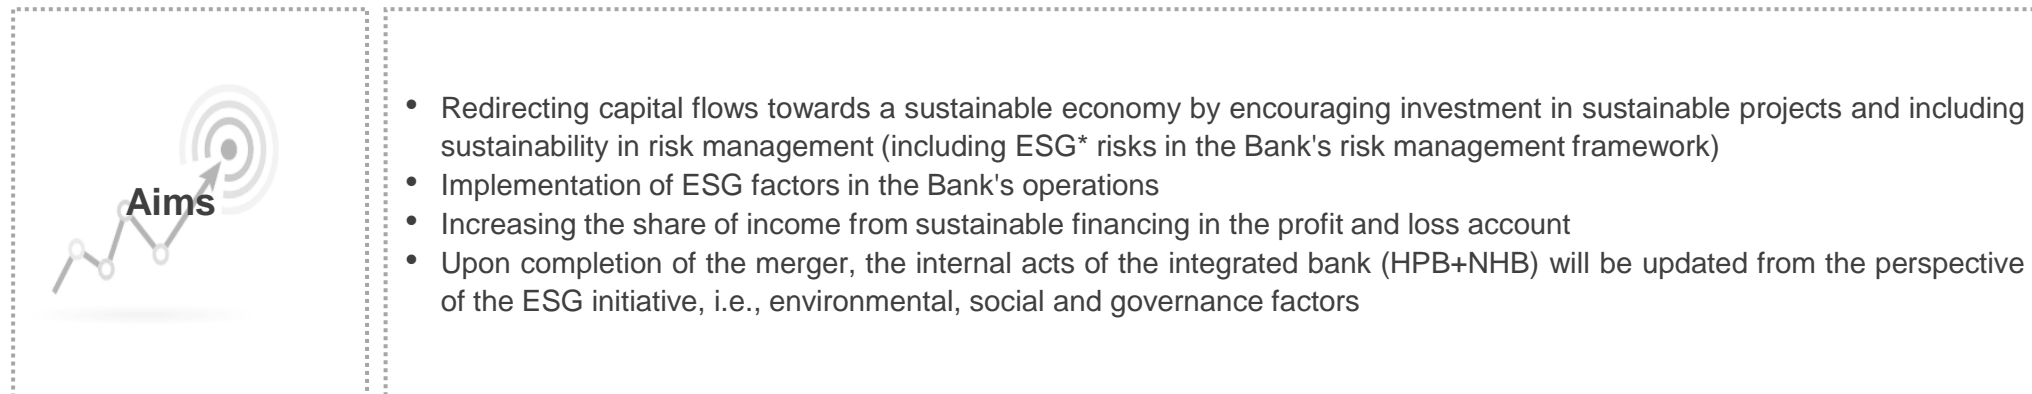 Aims
• Redirecting capital flows towards a sustainable economy by encouraging investment in sustainable projects and including
sustainability in risk management (including ESG* risks in the Bank's risk management framework)
• Implementation of ESG factors in the Bank's operations
• Increasing the share of income from sustainable financing in the profit and loss account
• Upon completion of the merger, the internal acts of the integrated bank (HPB+NHB) will be updated from the perspective
of the ESG initiative, i.e., environmental, social and governance factors